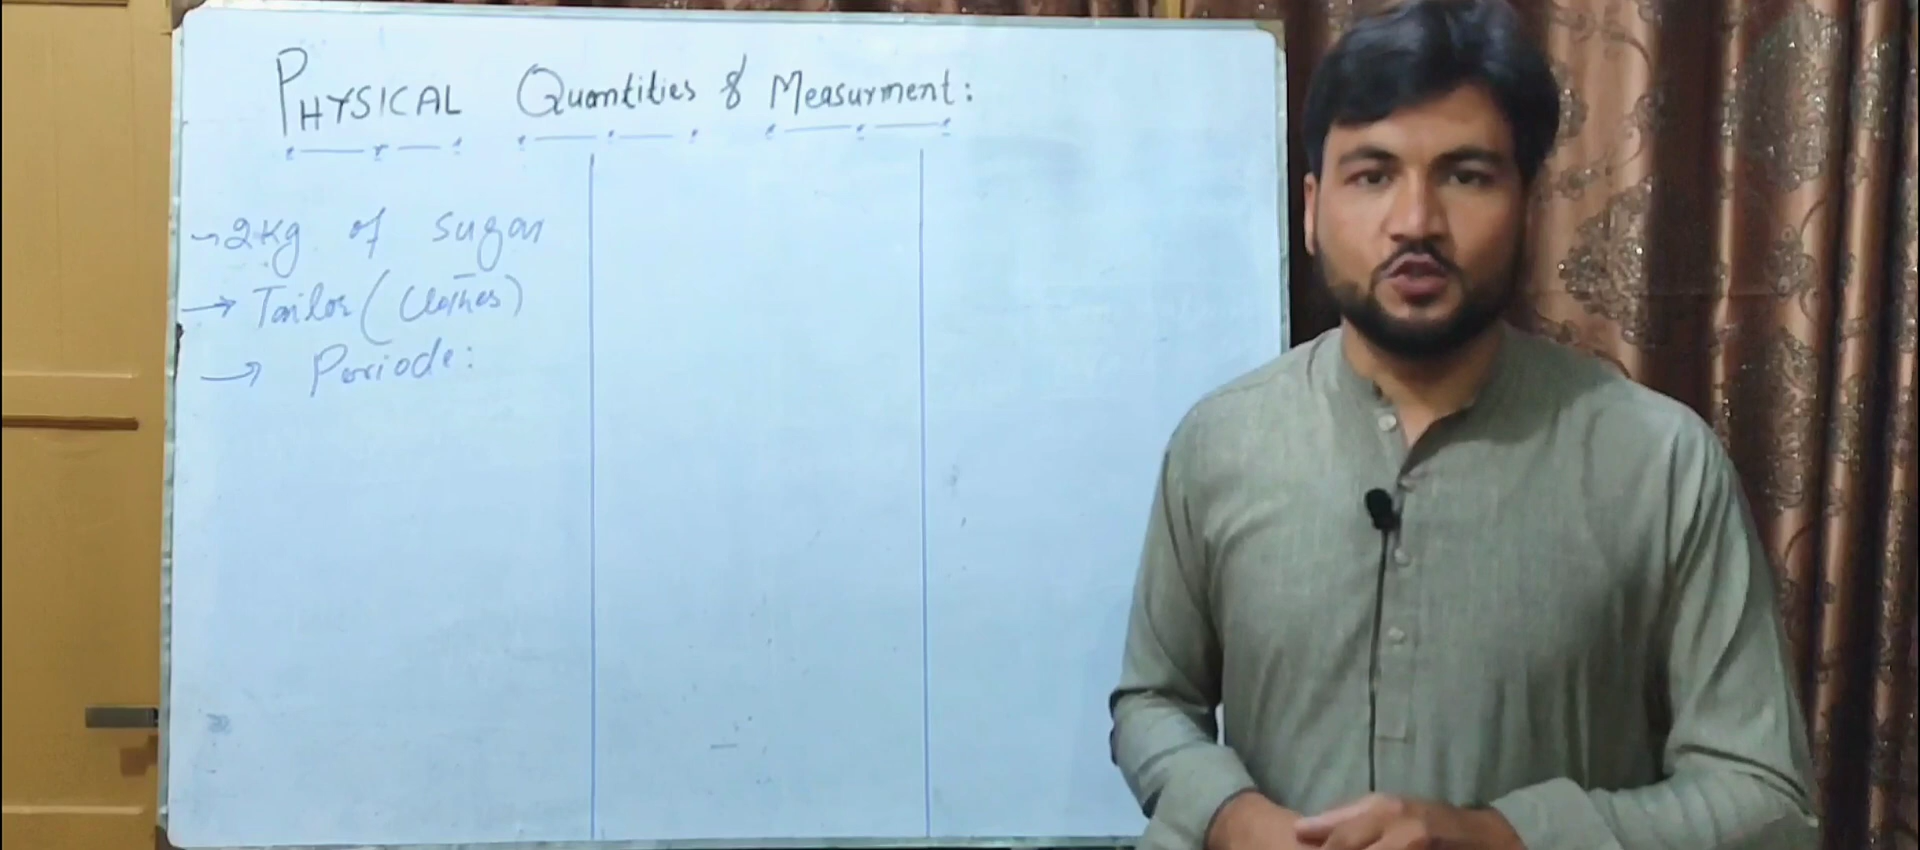 PHYSICAL Quantities & Measurment:
→ 2Kg of sugar
→ Tailor (Clothes)
→ Periode: